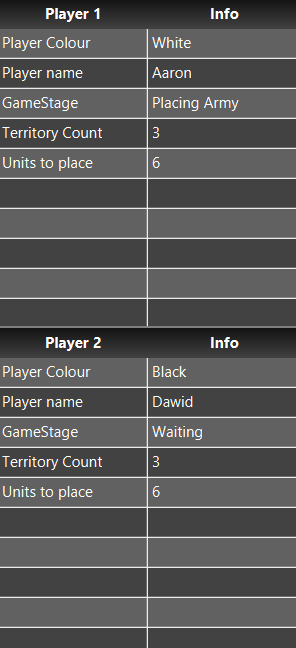 Player 1 Info
Player Colour White
Player name Aaron
GameStage Placing Army
Territory Count 3
Units to place 6
Player 2 Info
Player Colour Black
Player name Dawid
GameStage Waiting
Territory Count 3
Units to place 6